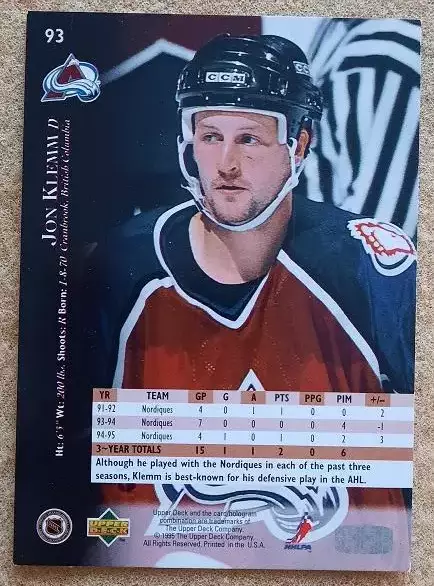 93
CCM
JON KLEMM D
Cranbrook, British Columbia
Ht: 6'3" Wt: 200 lbs. Shoots: R Born: 1-8-70
YR TEAM GP G A PTS PPG PIM +/-
91-92 Nordiques 4 0 1 1 0 0 2
93-94 Nordiques 7 0 0 0 0 4 -1
94-95 Nordiques 4 1 0 1 0 2 3
3-YEAR TOTALS 15 1 1 2 0 6
Although he played with the Nordiques in each of the past three
seasons, Klemm is best-known for his defensive play in the AHL.
NHL
UPPER
DECK
Upper Deck and the card/hologram
combination are trademarks of
The Upper Deck Company.
© 1995 The Upper Deck Company.
All Rights Reserved. Printed in the U.S.A.
NHLPA